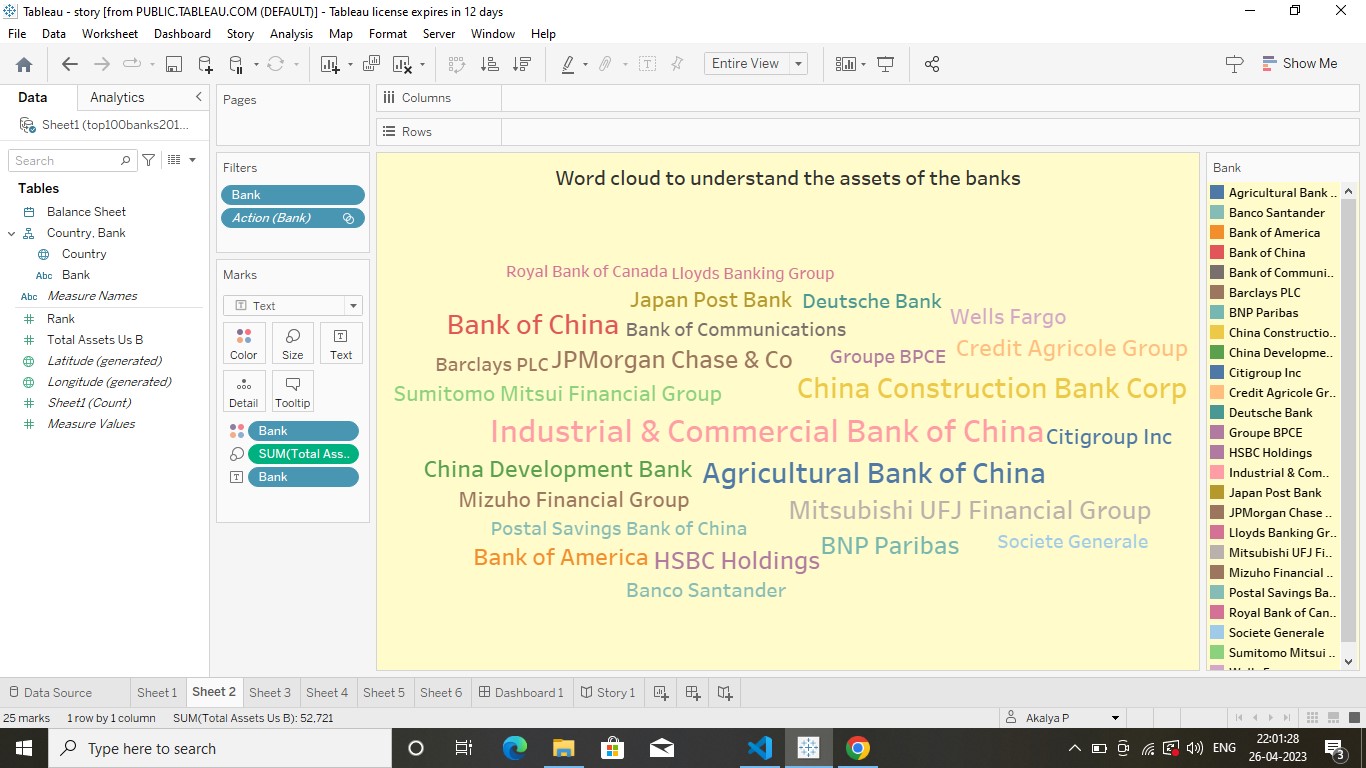 Tableau - story [from PUBLIC.TABLEAU.COM (DEFAULT)] - Tableau license expires in 12 days
File Data Worksheet Dashboard Story Analysis Map Format Server Window Help
Entire View
Show Me
Data Analytics
Sheet1 (top100banks201...
Search
Tables
Balance Sheet
Country, Bank
Country
Abc Bank
Abc Measure Names
Rank
Total Assets Us B
Latitude (generated)
Longitude (generated)
Sheet1 (Count)
Measure Values
Pages
Filters
Bank
Action (Bank)
Marks
Text
Color Size Text
Detail Tooltip
Bank
SUM(Total Ass..
Bank
Columns
Rows
Word cloud to understand the assets of the banks
Royal Bank of Canada Lloyds Banking Group
Japan Post Bank Deutsche Bank
Bank of China Bank of Communications Wells Fargo
Barclays PLC JPMorgan Chase & Co Groupe BPCE Credit Agricole Group
Sumitomo Mitsui Financial Group China Construction Bank Corp
Industrial & Commercial Bank of China Citigroup Inc
China Development Bank Agricultural Bank of China
Mizuho Financial Group Mitsubishi UFJ Financial Group
Postal Savings Bank of China
Bank of America HSBC Holdings BNP Paribas Societe Generale
Banco Santander
Bank
Agricultural Bank ..
Banco Santander
Bank of America
Bank of China
Bank of Communi..
Barclays PLC
BNP Paribas
China Constructio..
China Developme..
Citigroup Inc
Credit Agricole Gr..
Deutsche Bank
Groupe BPCE
HSBC Holdings
Industrial & Com..
Japan Post Bank
JPMorgan Chase ..
Lloyds Banking Gr..
Mitsubishi UFJ Fi..
Mizuho Financial ..
Postal Savings Ba..
Royal Bank of Can..
Societe Generale
Sumitomo Mitsui ..
Data Source Sheet 1 Sheet 2 Sheet 3 Sheet 4 Sheet 5 Sheet 6 Dashboard 1 Story 1
25 marks 1 row by 1 column SUM(Total Assets Us B): 52.721 Akalya P
Type here to search
ENG
22:01:28
26-04-2023
3